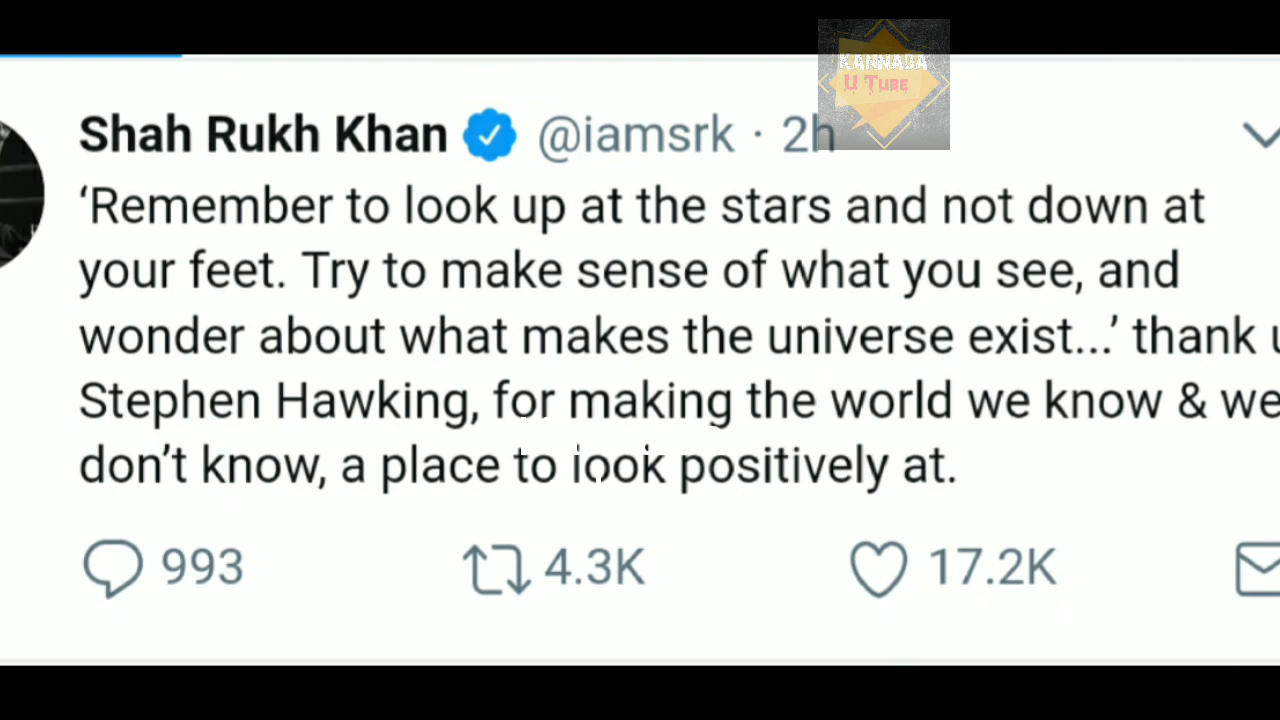 KANNADA
U TUBE
Shah Rukh Khan @iamsrk · 2h
‘Remember to look up at the stars and not down at
your feet. Try to make sense of what you see, and
wonder about what makes the universe exist...’ thank u
Stephen Hawking, for making the world we know & we
don’t know, a place to look positively at.
993 4.3K 17.2K